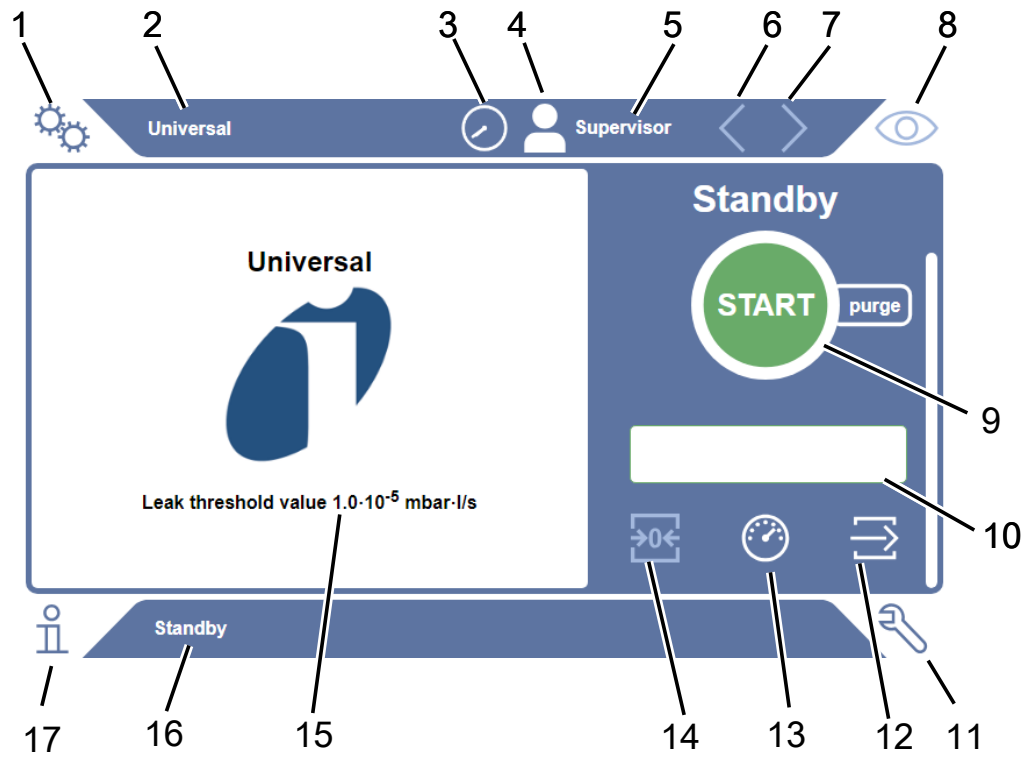 1 2 3 4 5 6 7 8
Universal
Supervisor
Standby
Universal
START
purge
9
Leak threshold value 1.0·10⁻⁵ mbar·l/s
→0←
10
Standby
17 16 15 14 13 12 11